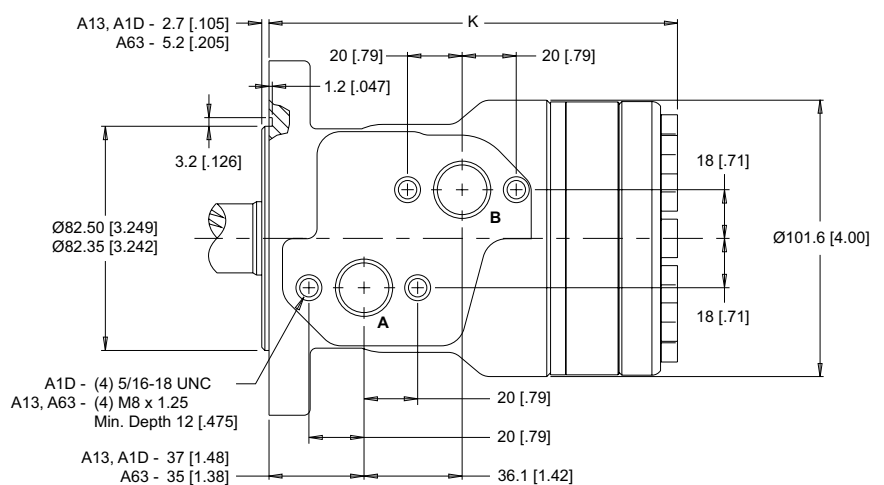 A13, A1D - 2.7 [.105]
A63 - 5.2 [.205]
K
20 [.79]
20 [.79]
1.2 [.047]
3.2 [.126]
18 [.71]
B
Ø82.50 [3.249]
Ø82.35 [3.242]
Ø101.6 [4.00]
A
18 [.71]
A1D - (4) 5/16-18 UNC
A13, A63 - (4) M8 x 1.25
Min. Depth 12 [.475]
20 [.79]
20 [.79]
A13, A1D - 37 [1.48]
A63 - 35 [1.38]
36.1 [1.42]